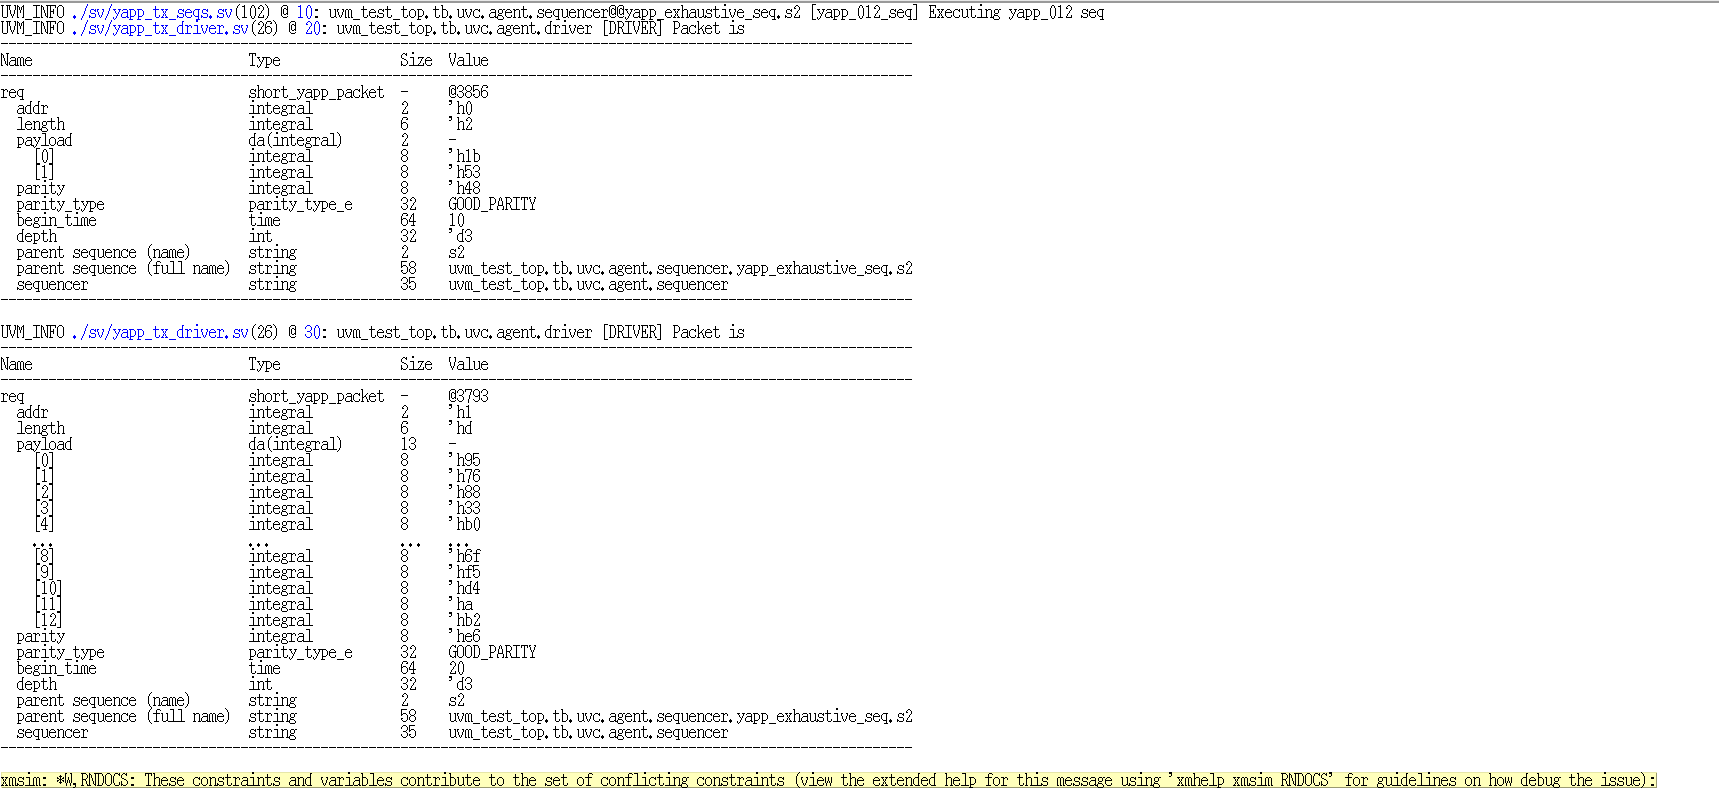 UVM_INFO ./sv/yapp_tx_seqs.sv(102) @ 10: uvm_test_top.tb.uvc.agent.sequencer@@yapp_exhaustive_seq.s2 [yapp_012_seq] Executing yapp_012 seq
UVM_INFO ./sv/yapp_tx_driver.sv(26) @ 20: uvm_test_top.tb.uvc.agent.driver [DRIVER] Packet is
--------------------------------------------------------------------------------------------------------
Name Type Size Value
--------------------------------------------------------------------------------------------------------
req short_yapp_packet - @3856
addr integral 2 'h0
length integral 6 'h2
payload da(integral) 2 -
[0] integral 8 'h1b
[1] integral 8 'h53
parity integral 8 'h48
parity_type parity_type_e 32 GOOD_PARITY
begin_time time 64 10
depth int 32 'd3
parent sequence (name) string 2 s2
parent sequence (full name) string 58 uvm_test_top.tb.uvc.agent.sequencer.yapp_exhaustive_seq.s2
sequencer string 35 uvm_test_top.tb.uvc.agent.sequencer
--------------------------------------------------------------------------------------------------------
UVM_INFO ./sv/yapp_tx_driver.sv(26) @ 30: uvm_test_top.tb.uvc.agent.driver [DRIVER] Packet is
--------------------------------------------------------------------------------------------------------
Name Type Size Value
--------------------------------------------------------------------------------------------------------
req short_yapp_packet - @3793
addr integral 2 'h1
length integral 6 'hd
payload da(integral) 13 -
[0] integral 8 'h95
[1] integral 8 'h76
[2] integral 8 'h88
[3] integral 8 'h33
[4] integral 8 'hb0
... ... ... ...
[8] integral 8 'h6f
[9] integral 8 'hf5
[10] integral 8 'hd4
[11] integral 8 'ha
[12] integral 8 'hb2
parity integral 8 'he6
parity_type parity_type_e 32 GOOD_PARITY
begin_time time 64 20
depth int 32 'd3
parent sequence (name) string 2 s2
parent sequence (full name) string 58 uvm_test_top.tb.uvc.agent.sequencer.yapp_exhaustive_seq.s2
sequencer string 35 uvm_test_top.tb.uvc.agent.sequencer
--------------------------------------------------------------------------------------------------------
xmsim: *W,RNDOCS: These constraints and variables contribute to the set of conflicting constraints (view the extended help for this message using 'xmhelp xmsim RNDOCS' for guidelines on how debug the issue):